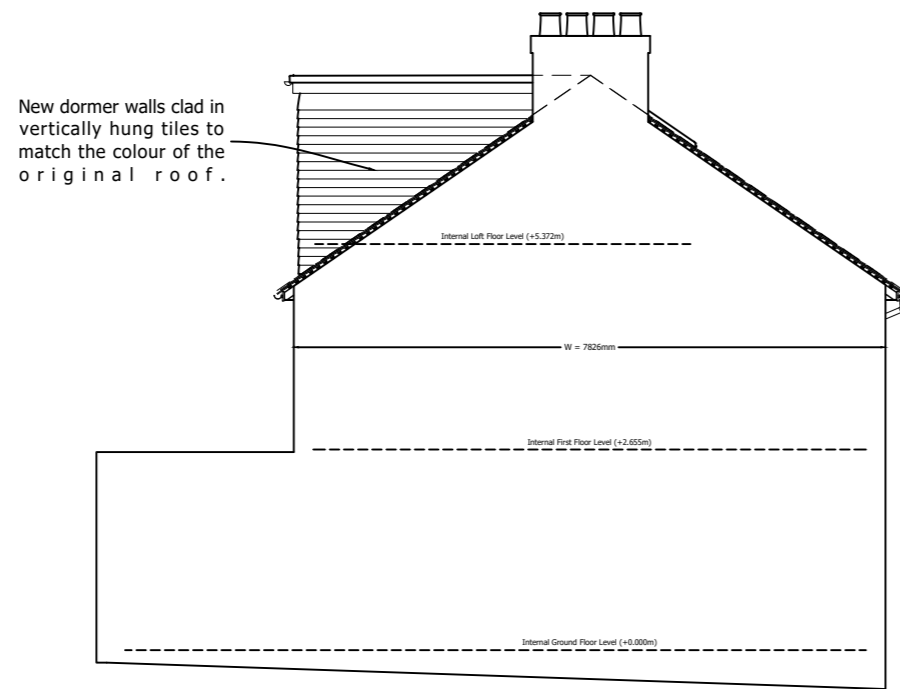 New dormer walls clad in
vertically hung tiles to
match the colour of the
original roof.
Internal Loft Floor Level (+5.372m)
W = 7826mm
Internal First Floor Level (+2.655m)
Internal Ground Floor Level (+0.000m)